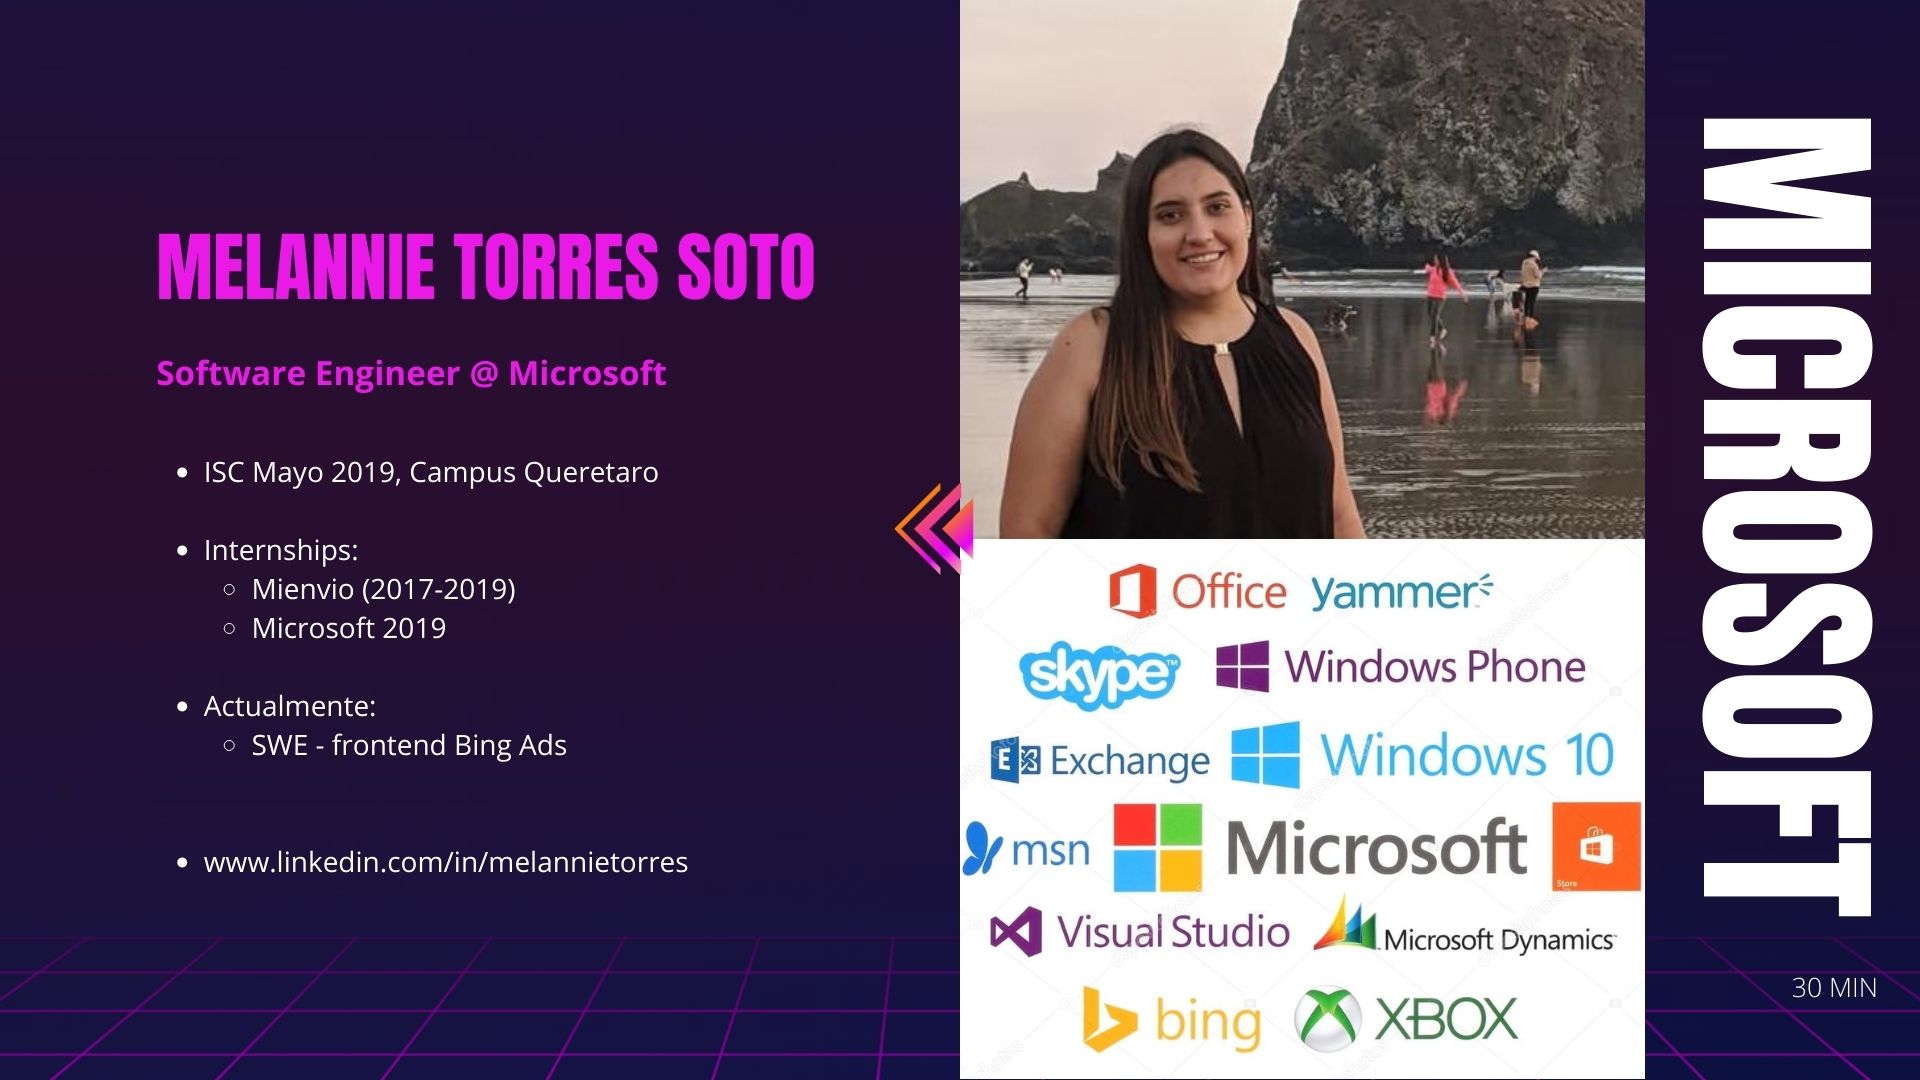 MELANNIE TORRES SOTO
Software Engineer @ Microsoft
ISC Mayo 2019, Campus Queretaro
Internships:
Mienvio (2017-2019)
Microsoft 2019
Actualmente:
SWE - frontend Bing Ads
www.linkedin.com/in/melannietorres
Office yammer
skype™ Windows Phone
E Exchange Windows 10
msn Microsoft Store
Visual Studio Microsoft Dynamics
bing XBOX
MICROSOFT
30 MIN